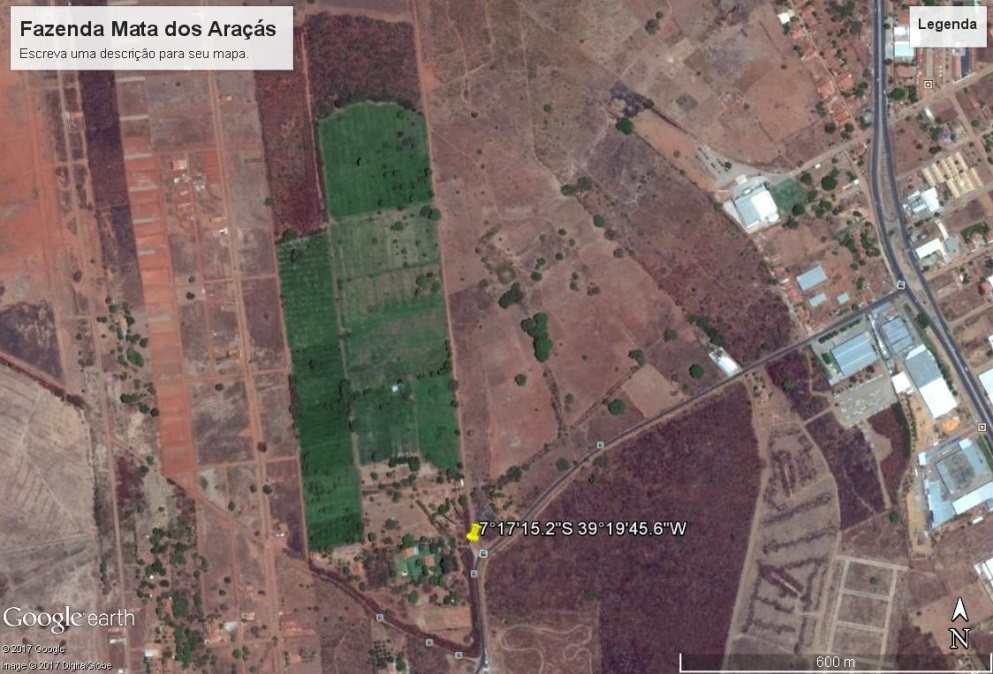 Fazenda Mata dos Araçás
Escreva uma descrição para seu mapa.
Legenda
7°17'15.2"S 39°19'45.6"W
Google earth
© 2017 Google
Image © 2017 DigitalGlobe
N
600 m